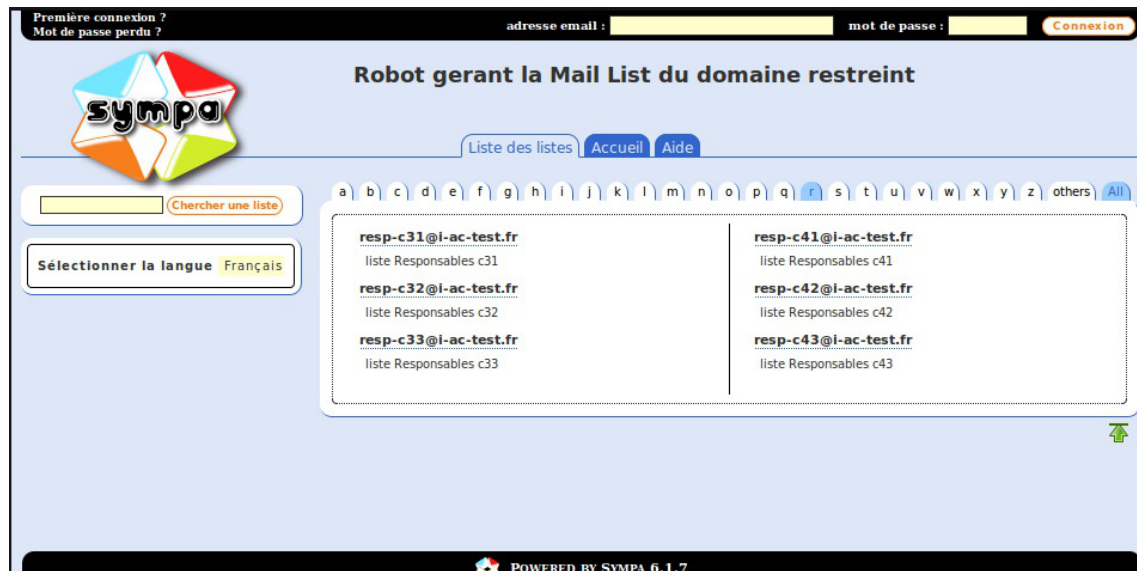 Première connexion ?
Mot de passe perdu ?
adresse email :
mot de passe :
Connexion
sympa
Robot gerant la Mail List du domaine restreint
Liste des listes Accueil Aide
Chercher une liste
Sélectionner la langue Français
a b c d e f g h i j k l m n o p q r s t u v w x y z others All
resp-c31@i-ac-test.fr
liste Responsables c31
resp-c32@i-ac-test.fr
liste Responsables c32
resp-c33@i-ac-test.fr
liste Responsables c33
resp-c41@i-ac-test.fr
liste Responsables c41
resp-c42@i-ac-test.fr
liste Responsables c42
resp-c43@i-ac-test.fr
liste Responsables c43
POWERED BY SYMPA 6.1.7